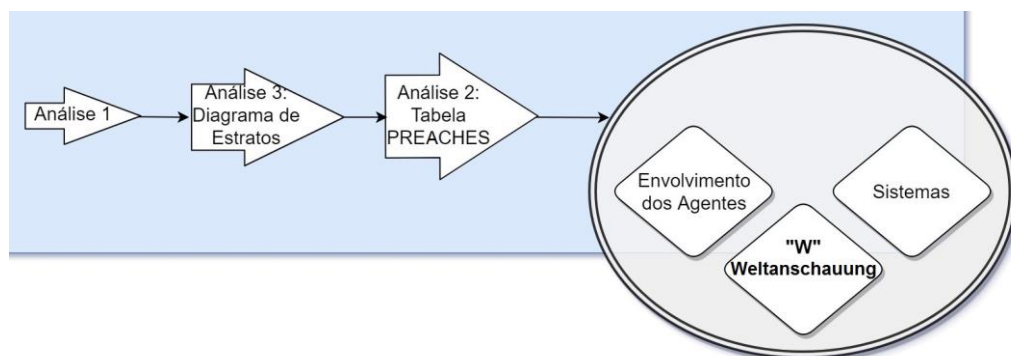 Análise 1
Análise 3:
Diagrama de
Estratos
Análise 2:
Tabela
PREACHES
Envolvimento
dos Agentes
Sistemas
"W"
Weltanschauung